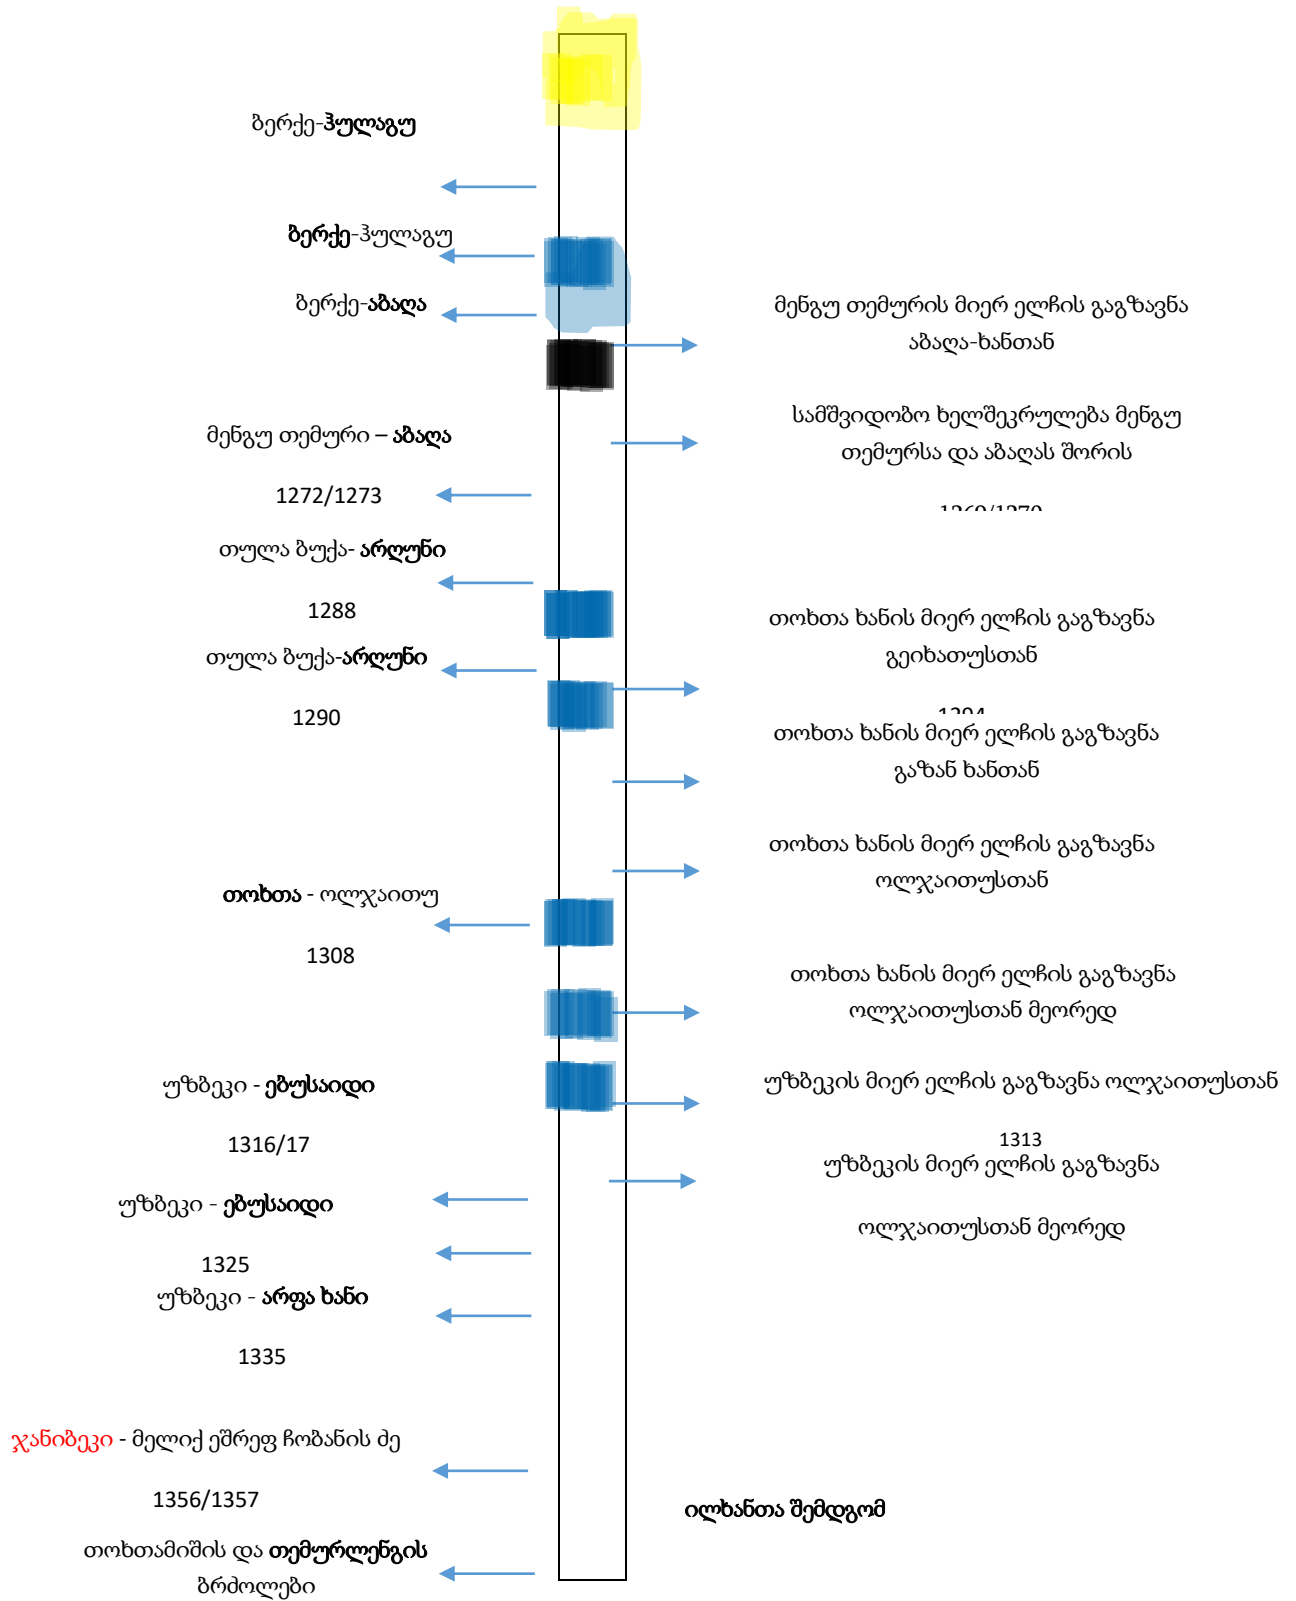 ბერქე-ჰულაგუ
ბერქე-ჰულაგუ
ბერქე-აბაღა
მენგუ თემური – აბაღა
1272/1273
თულა ბუქა- არღუნი
1288
თულა ბუქა-არღუნი
1290
თოხთა - ოლჯაითუ
1308
უზბეკი - ებუსაიდი
1316/17
უზბეკი - ებუსაიდი
1325
უზბეკი - არფა ხანი
1335
ჯანიბეკი - მელიქ ეშრეფ ჩობანის ძე
1356/1357
თოხთამიშის და თემურლენგის
ბრძოლები
მენგუ თემურის მიერ ელჩის გაგზავნა
აბაღა-ხანთან
სამშვიდობო ხელშეკრულება მენგუ
თემურსა და აბაღას შორის
თოხთა ხანის მიერ ელჩის გაგზავნა
გეიხათუსთან
თოხთა ხანის მიერ ელჩის გაგზავნა
გაზან ხანთან
თოხთა ხანის მიერ ელჩის გაგზავნა
ოლჯაითუსთან
თოხთა ხანის მიერ ელჩის გაგზავნა
ოლჯაითუსთან მეორედ
უზბეკის მიერ ელჩის გაგზავნა ოლჯაითუსთან
1313
უზბეკის მიერ ელჩის გაგზავნა
ოლჯაითუსთან მეორედ
ილხანთა შემდგომ